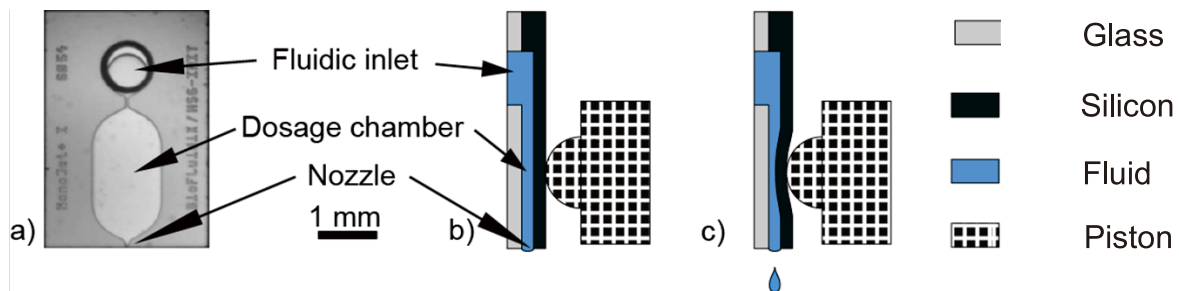 Fluidic inlet
Dosage chamber
Nozzle
1 mm
a)
b)
c)
Glass
Silicon
Fluid
Piston